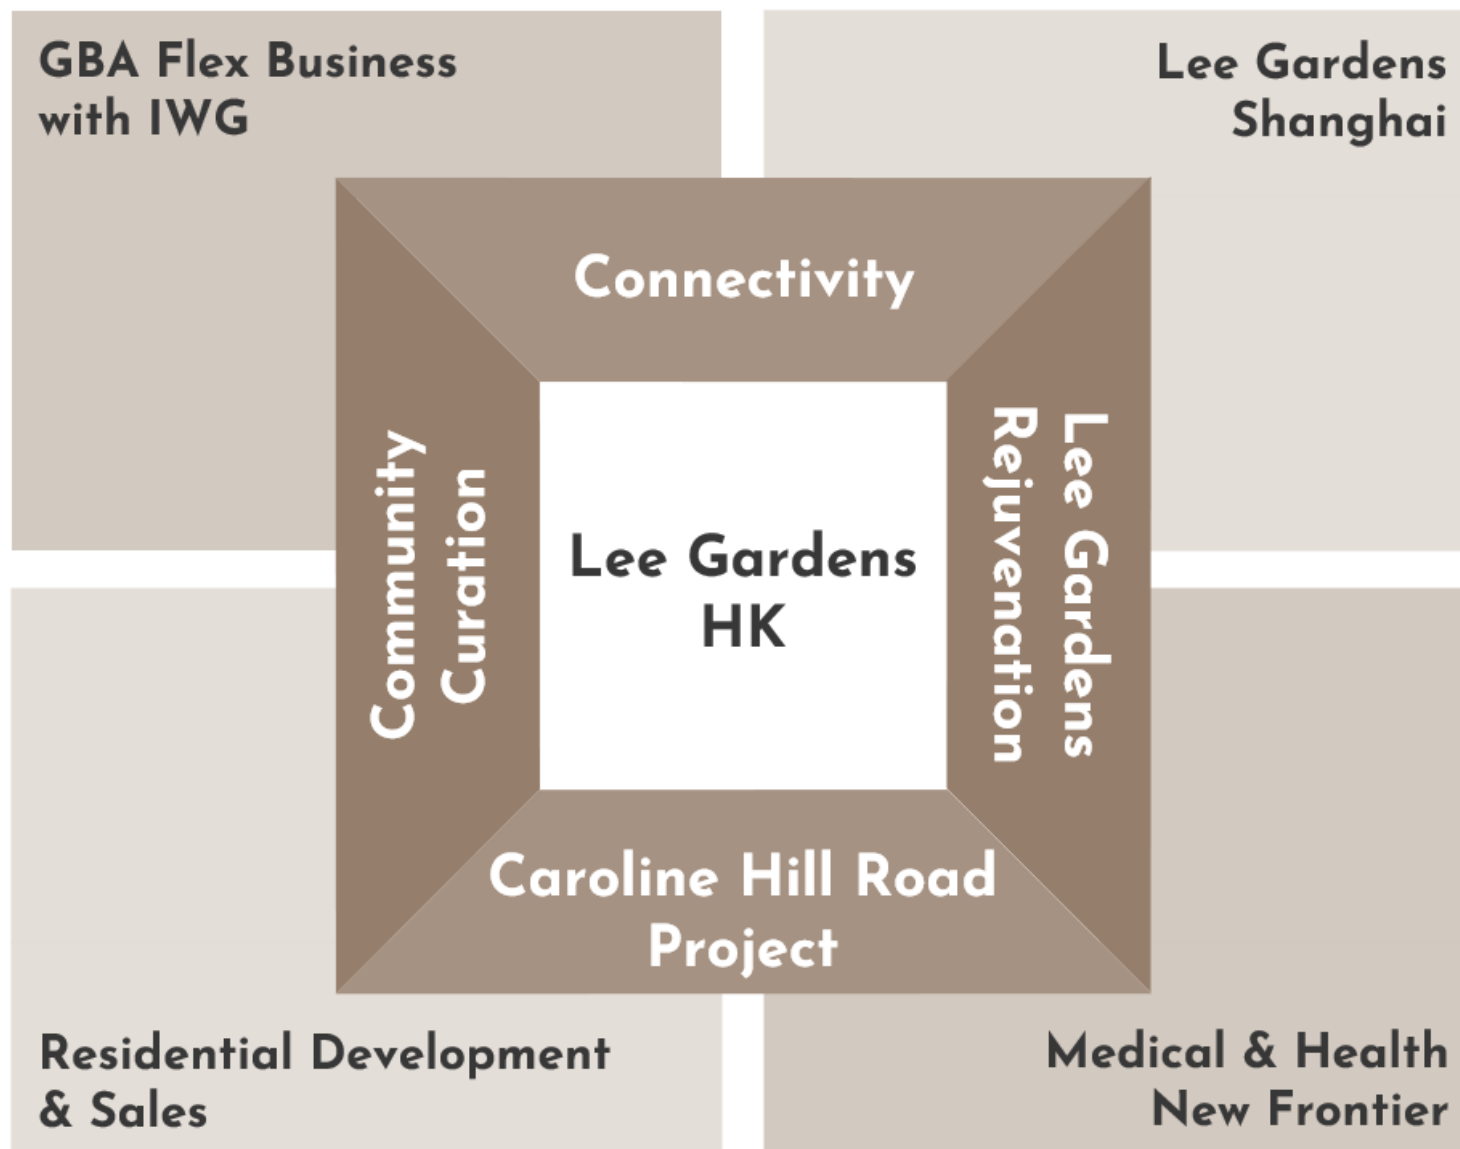 GBA Flex Business
with IWG
Lee Gardens
Shanghai
Connectivity
Community
Curation
Lee Gardens
HK
Lee Gardens
Rejuvenation
Caroline Hill Road
Project
Residential Development
& Sales
Medical & Health
New Frontier